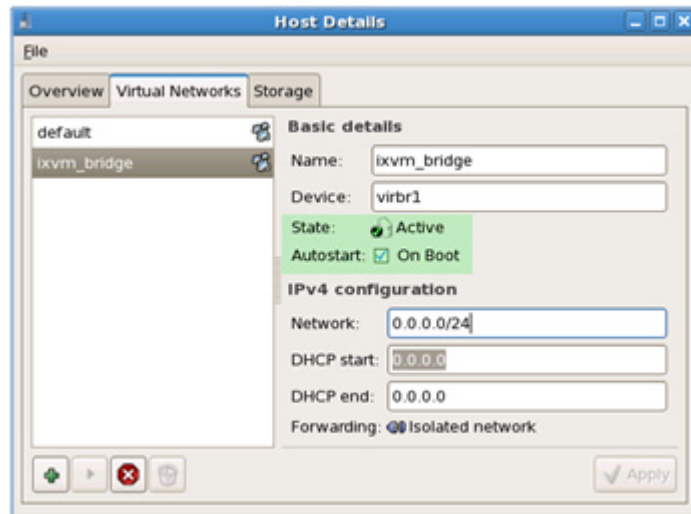 Host Details
File
Overview Virtual Networks Storage
default
ixvm_bridge
Basic details
Name: ixvm_bridge
Device: virbr1
State: Active
Autostart: On Boot
IPv4 configuration
Network: 0.0.0.0/24
DHCP start: 0.0.0.0
DHCP end: 0.0.0.0
Forwarding: Isolated network
Apply